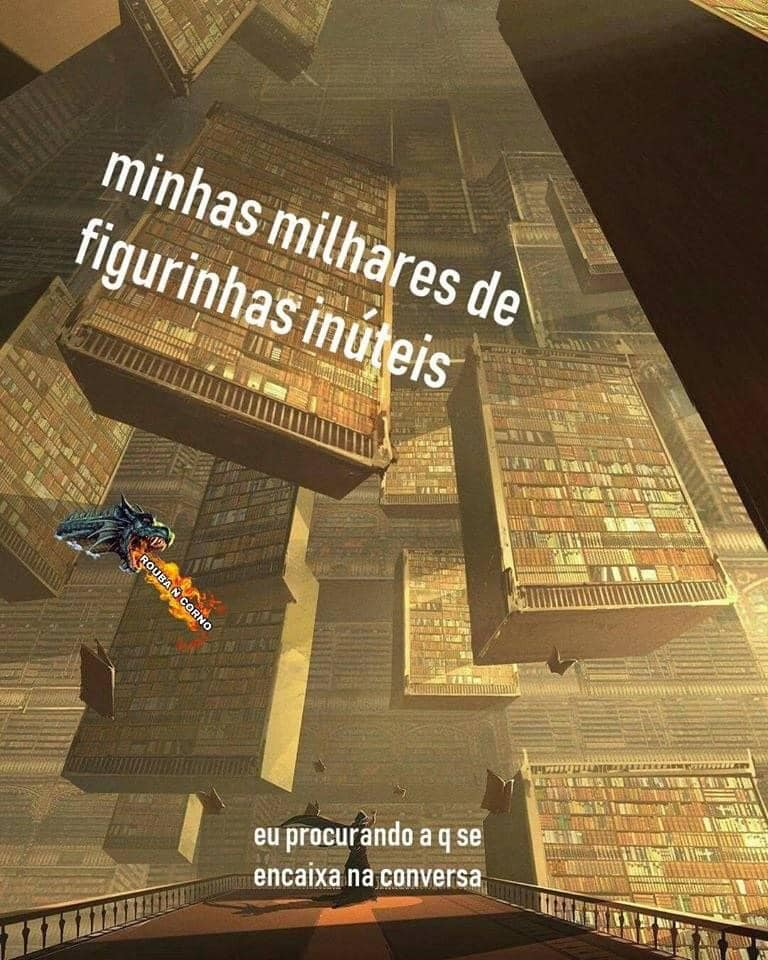 minhas milhares de
figurinhas inúteis
ROUBA Ñ CORNO
eu procurando a q se
encaixa na conversa